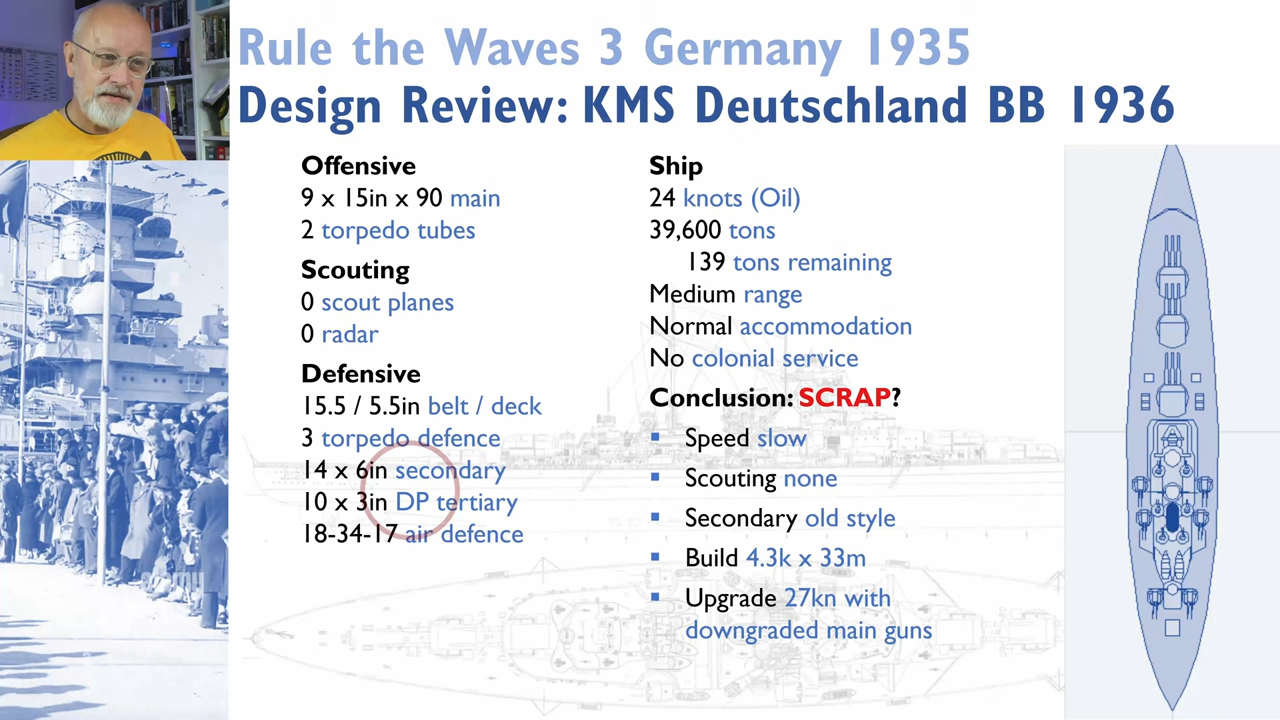 Rule the Waves 3 Germany 1935
Design Review: KMS Deutschland BB 1936
Offensive
9 x 15in x 90 main
2 torpedo tubes
Scouting
0 scout planes
0 radar
Defensive
15.5 / 5.5in belt / deck
3 torpedo defence
14 x 6in secondary
10 x 3in DP tertiary
18-34-17 air defence
Ship
24 knots (Oil)
39,600 tons
139 tons remaining
Medium range
Normal accommodation
No colonial service
Conclusion: SCRAP?
▪ Speed slow
▪ Scouting none
▪ Secondary old style
▪ Build 4.3k x 33m
▪ Upgrade 27kn with
downgraded main guns